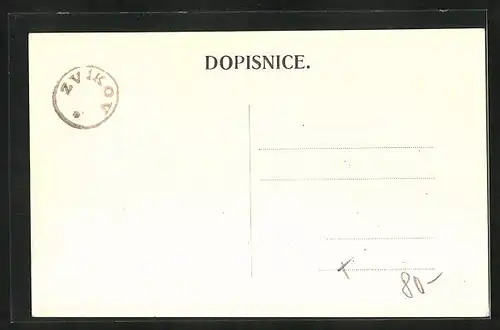 DOPISNICE.
ZVÍKOV
80-